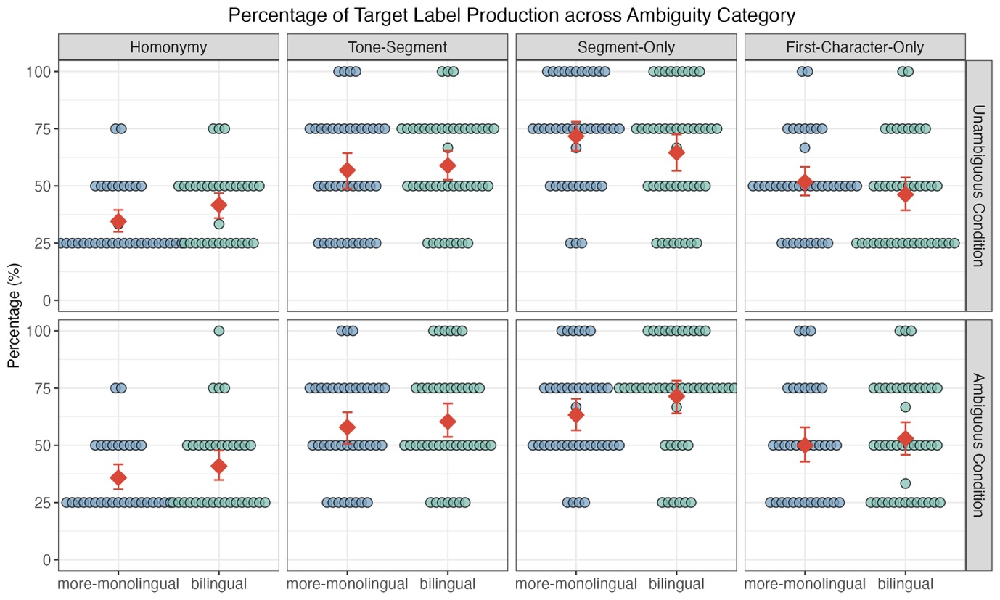 Percentage of Target Label Production across Ambiguity Category
Homonymy
Tone-Segment
Segment-Only
First-Character-Only
Percentage (%)
100
75
50
25
0
Unambiguous Condition
100
75
50
25
0
Ambiguous Condition
more-monolingual bilingual
more-monolingual bilingual
more-monolingual bilingual
more-monolingual bilingual